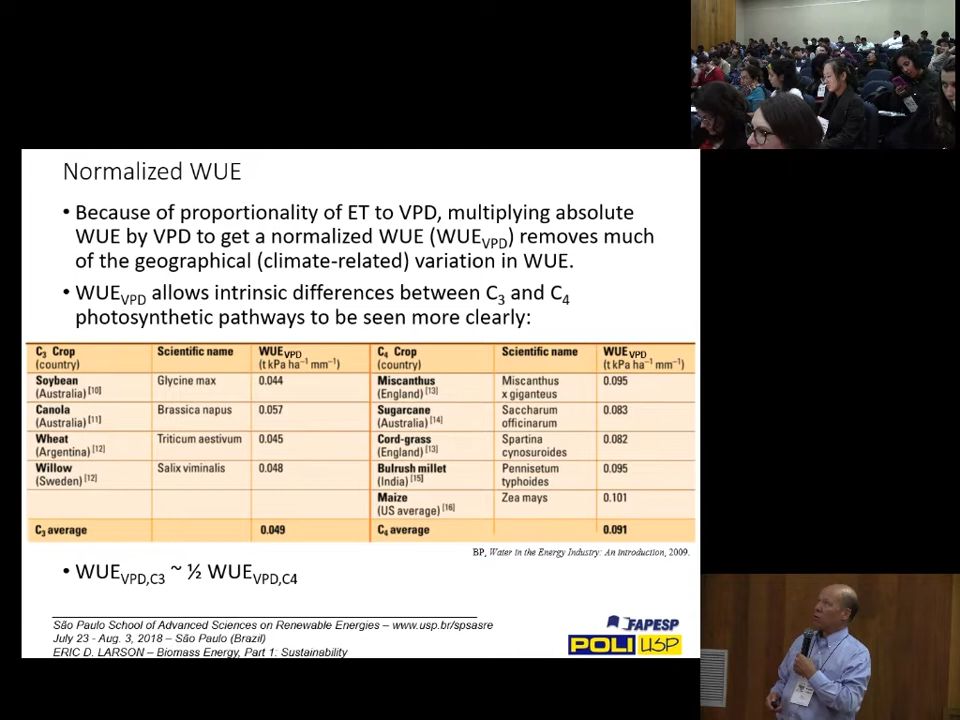 Normalized WUE
• Because of proportionality of ET to VPD, multiplying absolute
WUE by VPD to get a normalized WUE (WUEVPD) removes much
of the geographical (climate-related) variation in WUE.
• WUEVPD allows intrinsic differences between C3 and C4
photosynthetic pathways to be seen more clearly:
C3 Crop (country) Scientific name WUEVPD (t kPa ha⁻¹ mm⁻¹) C4 Crop (country) Scientific name WUEVPD (t kPa ha⁻¹ mm⁻¹)
Soybean (Australia) [10] Glycine max 0.044 Miscanthus (England) [13] Miscanthus x giganteus 0.095
Canola (Australia) [11] Brassica napus 0.057 Sugarcane (Australia) [14] Saccharum officinarum 0.083
Wheat (Argentina) [12] Triticum aestivum 0.045 Cord-grass (England) [13] Spartina cynosuroides 0.082
Willow (Sweden) [12] Salix viminalis 0.048 Bulrush millet (India) [15] Pennisetum typhoides 0.095
Maize (US average) [16] Zea mays 0.101
C3 average 0.049 C4 average 0.091
BP, Water in the Energy Industry: An introduction, 2009.
• WUEVPD,C3 ~ ½ WUEVPD,C4
São Paulo School of Advanced Sciences on Renewable Energies – www.usp.br/spsasre
July 23 - Aug. 3, 2018 – São Paulo (Brazil)
ERIC D. LARSON – Biomass Energy, Part 1: Sustainability
FAPESP
POLI USP